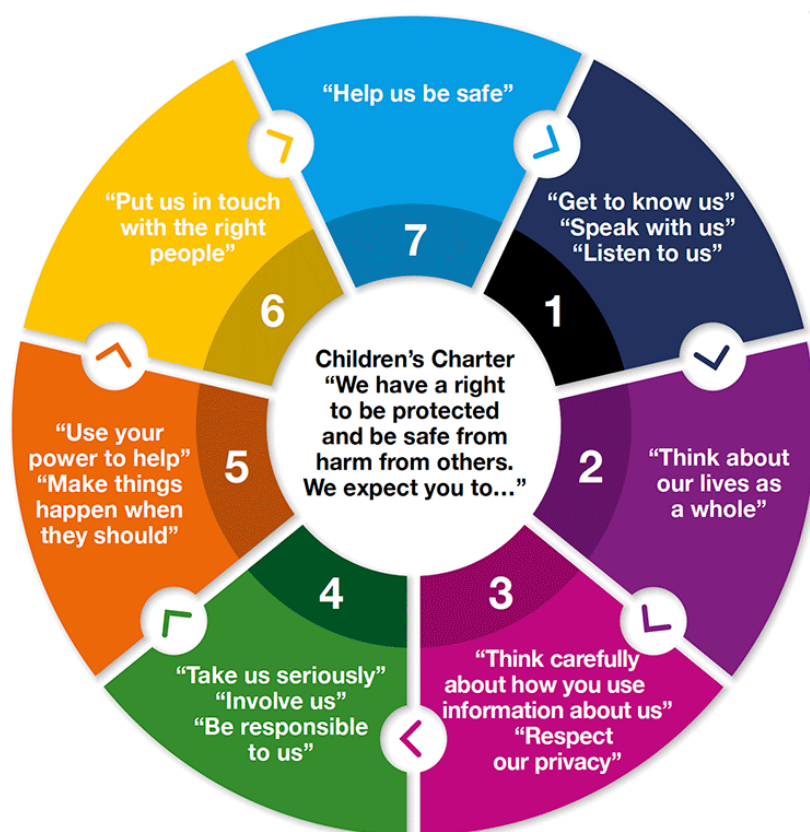 Children's Charter
“We have a right
to be protected
and be safe from
harm from others.
We expect you to...”
1
“Get to know us”
“Speak with us”
“Listen to us”
2
“Think about
our lives as
a whole”
3
“Think carefully
about how you use
information about us”
“Respect
our privacy”
4
“Take us seriously”
“Involve us”
“Be responsible
to us”
5
“Use your
power to help”
“Make things
happen when
they should”
6
“Put us in touch
with the right
people”
7
“Help us be safe”